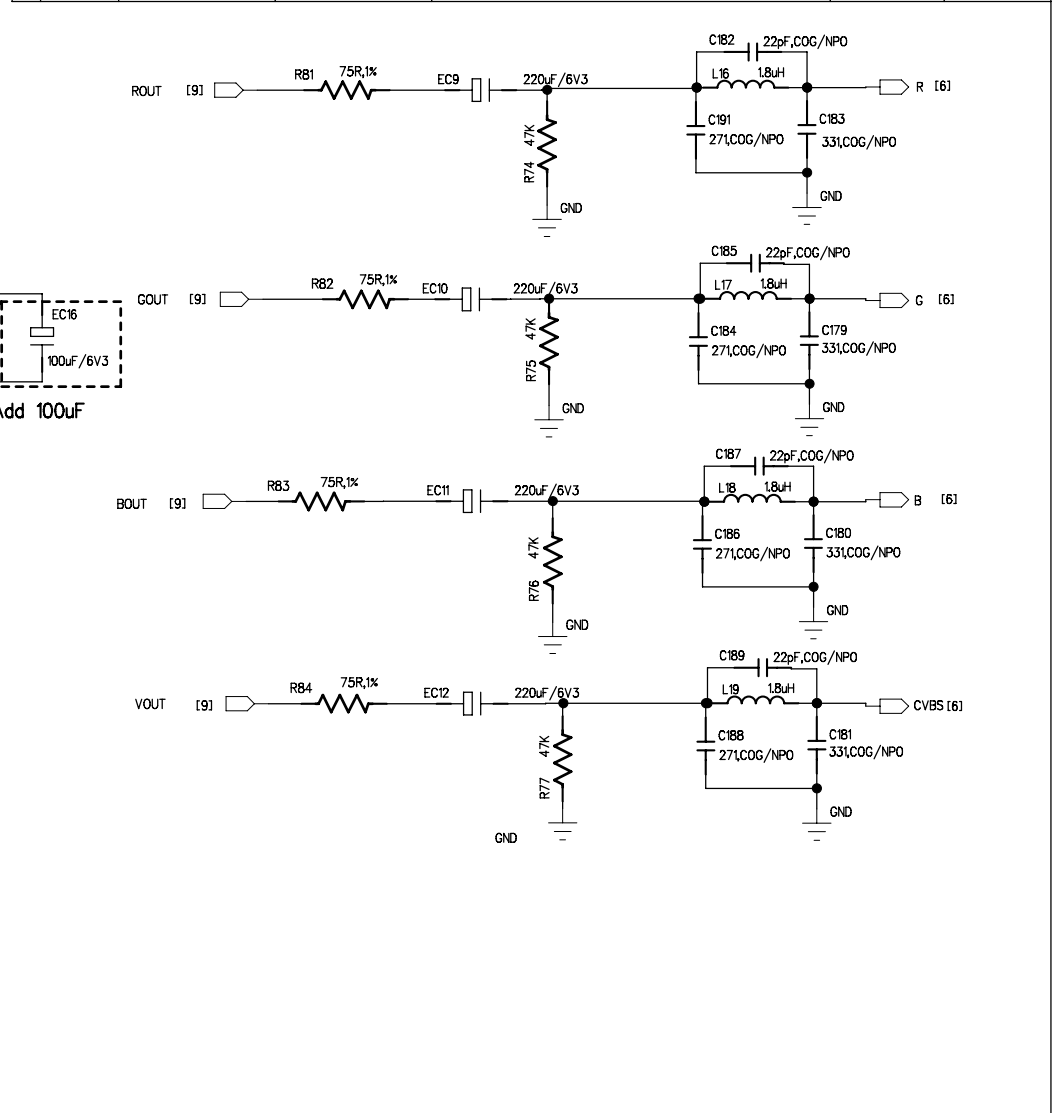 C182 22pF,COG/NPO
R81 75R,1% EC9 220uF/6V3 L16 1.8uH
ROUT [9] R [6]
C191 C183
47K 271,COG/NPO 331,COG/NPO
R74
GND GND
C185 22pF,COG/NPO
R82 75R,1% EC10 220uF/6V3 L17 1.8uH
GOUT [9] G [6]
EC16
C184 C179
47K 271,COG/NPO 331,COG/NPO
100uF/6V3
R75
dd 100uF
GND GND
C187 22pF,COG/NPO
R83 75R,1% EC11 220uF/6V3 L18 1.8uH
BOUT [9] B [6]
C186 C180
47K 271,COG/NPO 331,COG/NPO
R76
GND GND
C189 22pF,COG/NPO
R84 75R,1% EC12 220uF/6V3 L19 1.8uH
VOUT [9] CVBS [6]
C188 C181
47K 271,COG/NPO 331,COG/NPO
R77
GND GND